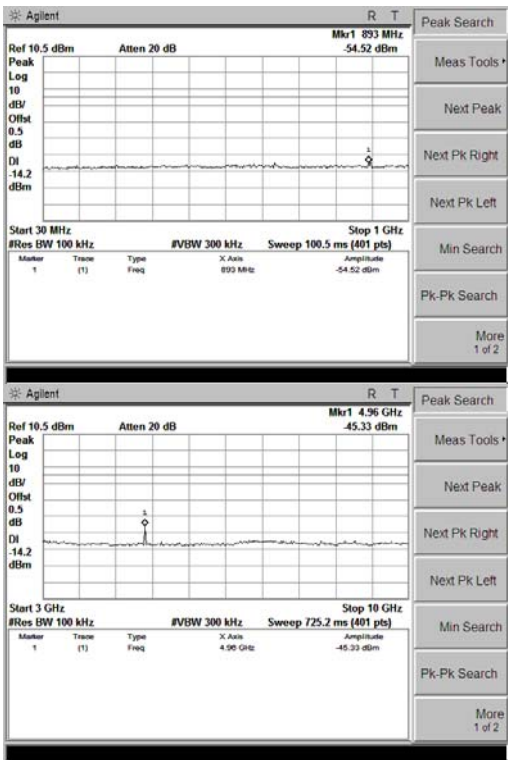 Agilent R T
Peak Search
Mkr1 893 MHz
Ref 10.5 dBm Atten 20 dB -54.52 dBm
Peak
Log
10
dB/
Offst
0.5
dB
DI
-14.2
dBm
1
Start 30 MHz Stop 1 GHz
#Res BW 100 kHz #VBW 300 kHz Sweep 100.5 ms (401 pts)
Marker Trace Type X Axis Amplitude
1 (1) Freq 893 MHz -54.52 dBm
Meas Tools
Next Peak
Next Pk Right
Next Pk Left
Min Search
Pk-Pk Search
More
1 of 2
Agilent R T
Peak Search
Mkr1 4.96 GHz
Ref 10.5 dBm Atten 20 dB -45.33 dBm
Peak
Log
10
dB/
Offst
0.5
dB
DI
-14.2
dBm
1
Start 3 GHz Stop 10 GHz
#Res BW 100 kHz #VBW 300 kHz Sweep 725.2 ms (401 pts)
Marker Trace Type X Axis Amplitude
1 (1) Freq 4.96 GHz -45.33 dBm
Meas Tools
Next Peak
Next Pk Right
Next Pk Left
Min Search
Pk-Pk Search
More
1 of 2